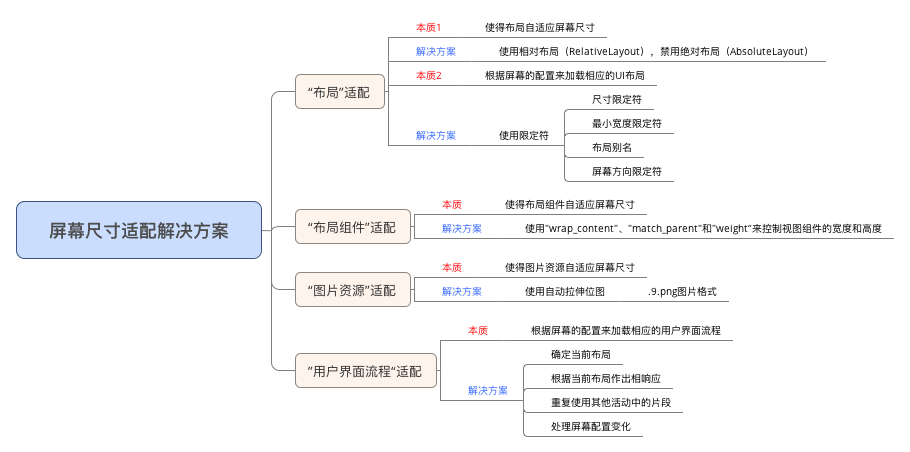 屏幕尺寸适配解决方案
“布局”适配
本质1 使得布局自适应屏幕尺寸
解决方案 使用相对布局（RelativeLayout），禁用绝对布局（AbsoluteLayout）
本质2 根据屏幕的配置来加载相应的UI布局
解决方案 使用限定符
尺寸限定符
最小宽度限定符
布局别名
屏幕方向限定符
“布局组件”适配
本质 使得布局组件自适应屏幕尺寸
解决方案 使用"wrap_content"、"match_parent"和"weight"来控制视图组件的宽度和高度
“图片资源”适配
本质 使得图片资源自适应屏幕尺寸
解决方案 使用自动拉伸位图 .9.png图片格式
”用户界面流程“适配
本质 根据屏幕的配置来加载相应的用户界面流程
解决方案
确定当前布局
根据当前布局作出相响应
重复使用其他活动中的片段
处理屏幕配置变化